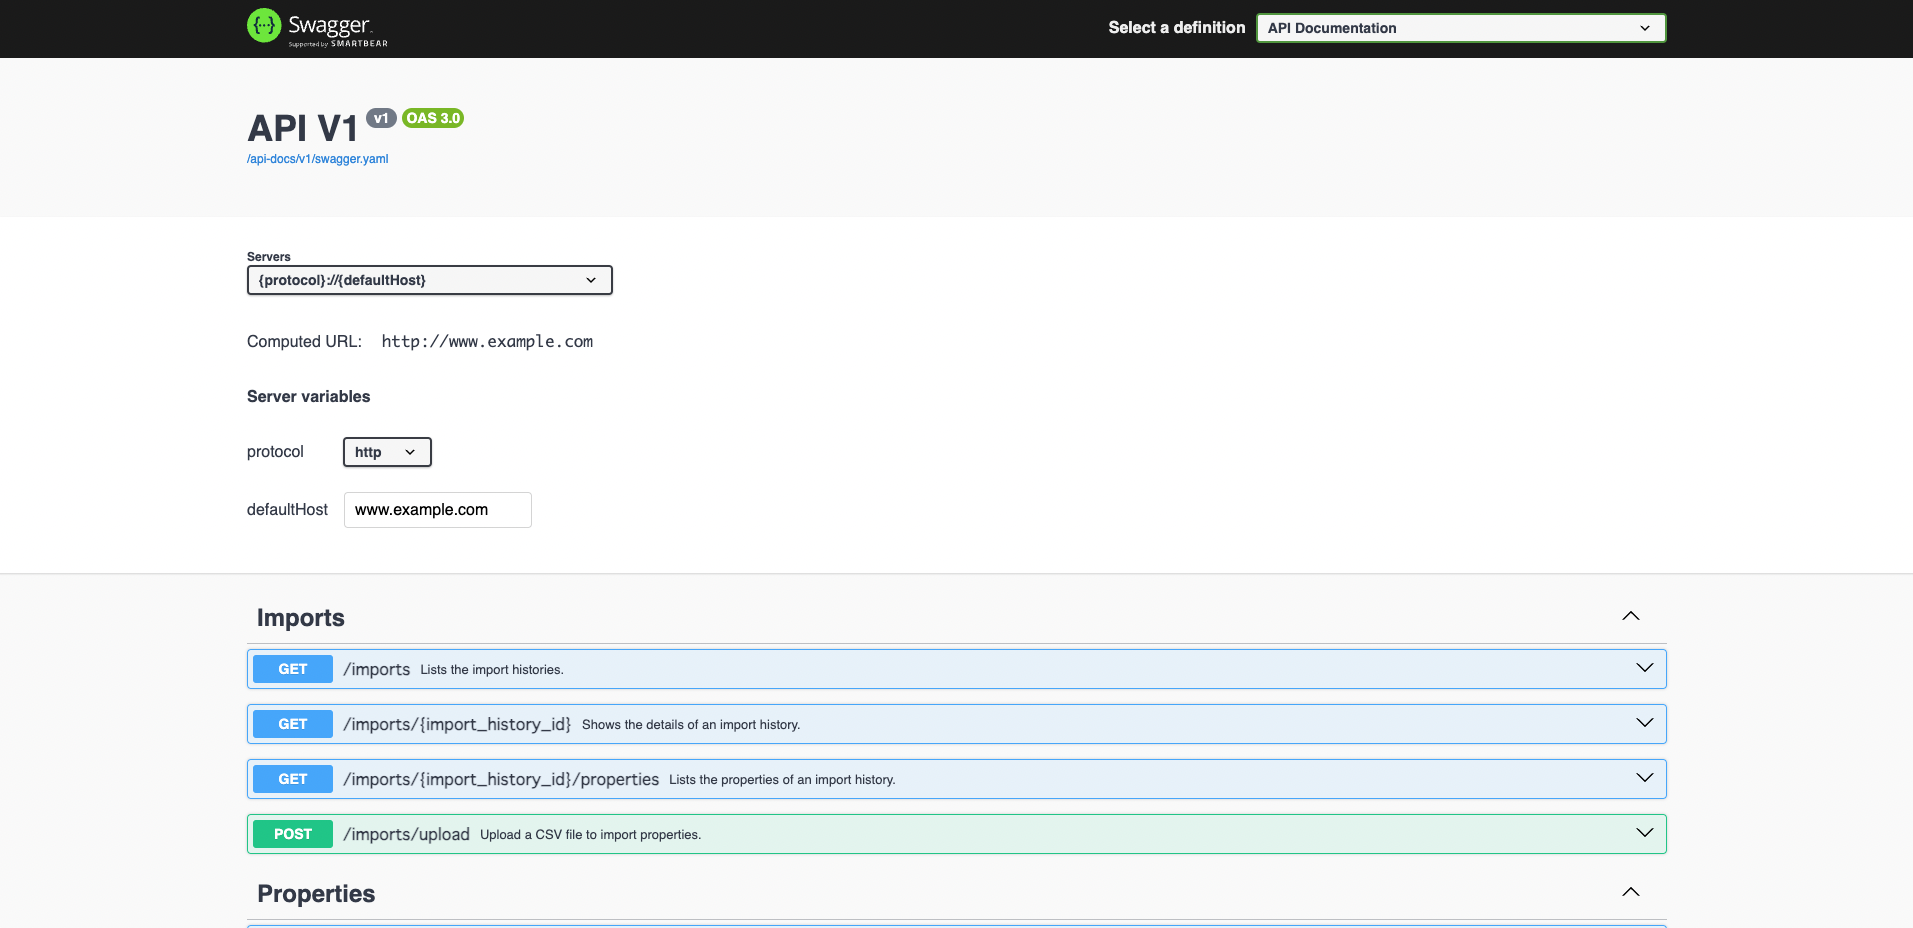 {···} Swagger.
Supported by SMARTBEAR
Select a definition
API Documentation
API V1 v1 OAS 3.0
/api-docs/v1/swagger.yaml
Servers
{protocol}://{defaultHost}
Computed URL: http://www.example.com
Server variables
protocol http
defaultHost www.example.com
Imports
GET /imports Lists the import histories.
GET /imports/{import_history_id} Shows the details of an import history.
GET /imports/{import_history_id}/properties Lists the properties of an import history.
POST /imports/upload Upload a CSV file to import properties.
Properties